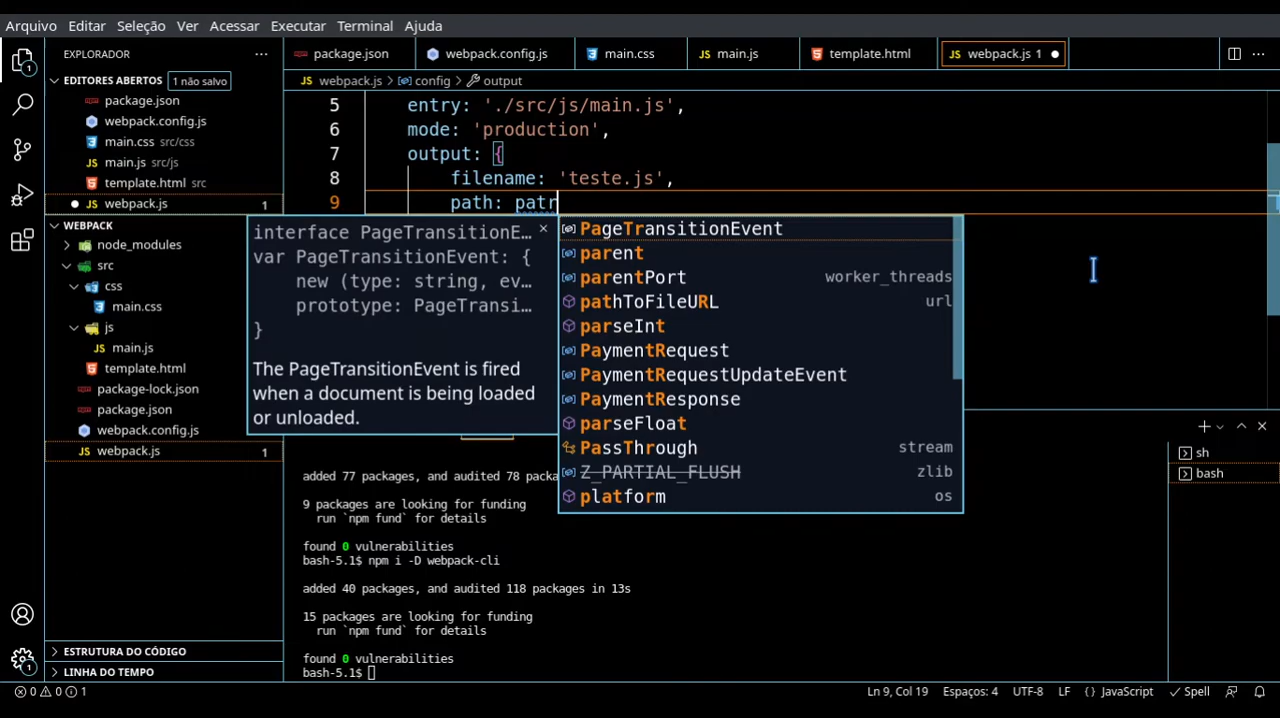 Arquivo Editar Seleção Ver Acessar Executar Terminal Ajuda
EXPLORADOR
EDITORES ABERTOS 1 não salvo
package.json
webpack.config.js
main.css src/css
main.js src/js
template.html src
webpack.js 1
WEBPACK
node_modules
src
css
main.css
js
main.js
template.html
package-lock.json
package.json
webpack.config.js
webpack.js 1
ESTRUTURA DO CÓDIGO
LINHA DO TEMPO
package.json webpack.config.js main.css main.js template.html webpack.js 1
webpack.js config output
5 entry: './src/js/main.js',
6 mode: 'production',
7 output: {
8 filename: 'teste.js',
9 path: patr
interface PageTransitionE…
var PageTransitionEvent: {
new (type: string, ev…
prototype: PageTransi…
}
The PageTransitionEvent is fired
when a document is being loaded
or unloaded.
PageTransitionEvent
parent
parentPort worker_threads
pathToFileURL url
parseInt
PaymentRequest
PaymentRequestUpdateEvent
PaymentResponse
parseFloat
PassThrough stream
Z_PARTIAL_FLUSH zlib
platform os
added 77 packages, and audited 78 packa
9 packages are looking for funding
run `npm fund` for details
found 0 vulnerabilities
bash-5.1$ npm i -D webpack-cli
added 40 packages, and audited 118 packages in 13s
15 packages are looking for funding
run `npm fund` for details
found 0 vulnerabilities
bash-5.1$
sh
bash
0 0 1 Ln 9, Col 19 Espaços: 4 UTF-8 LF {} JavaScript Spell